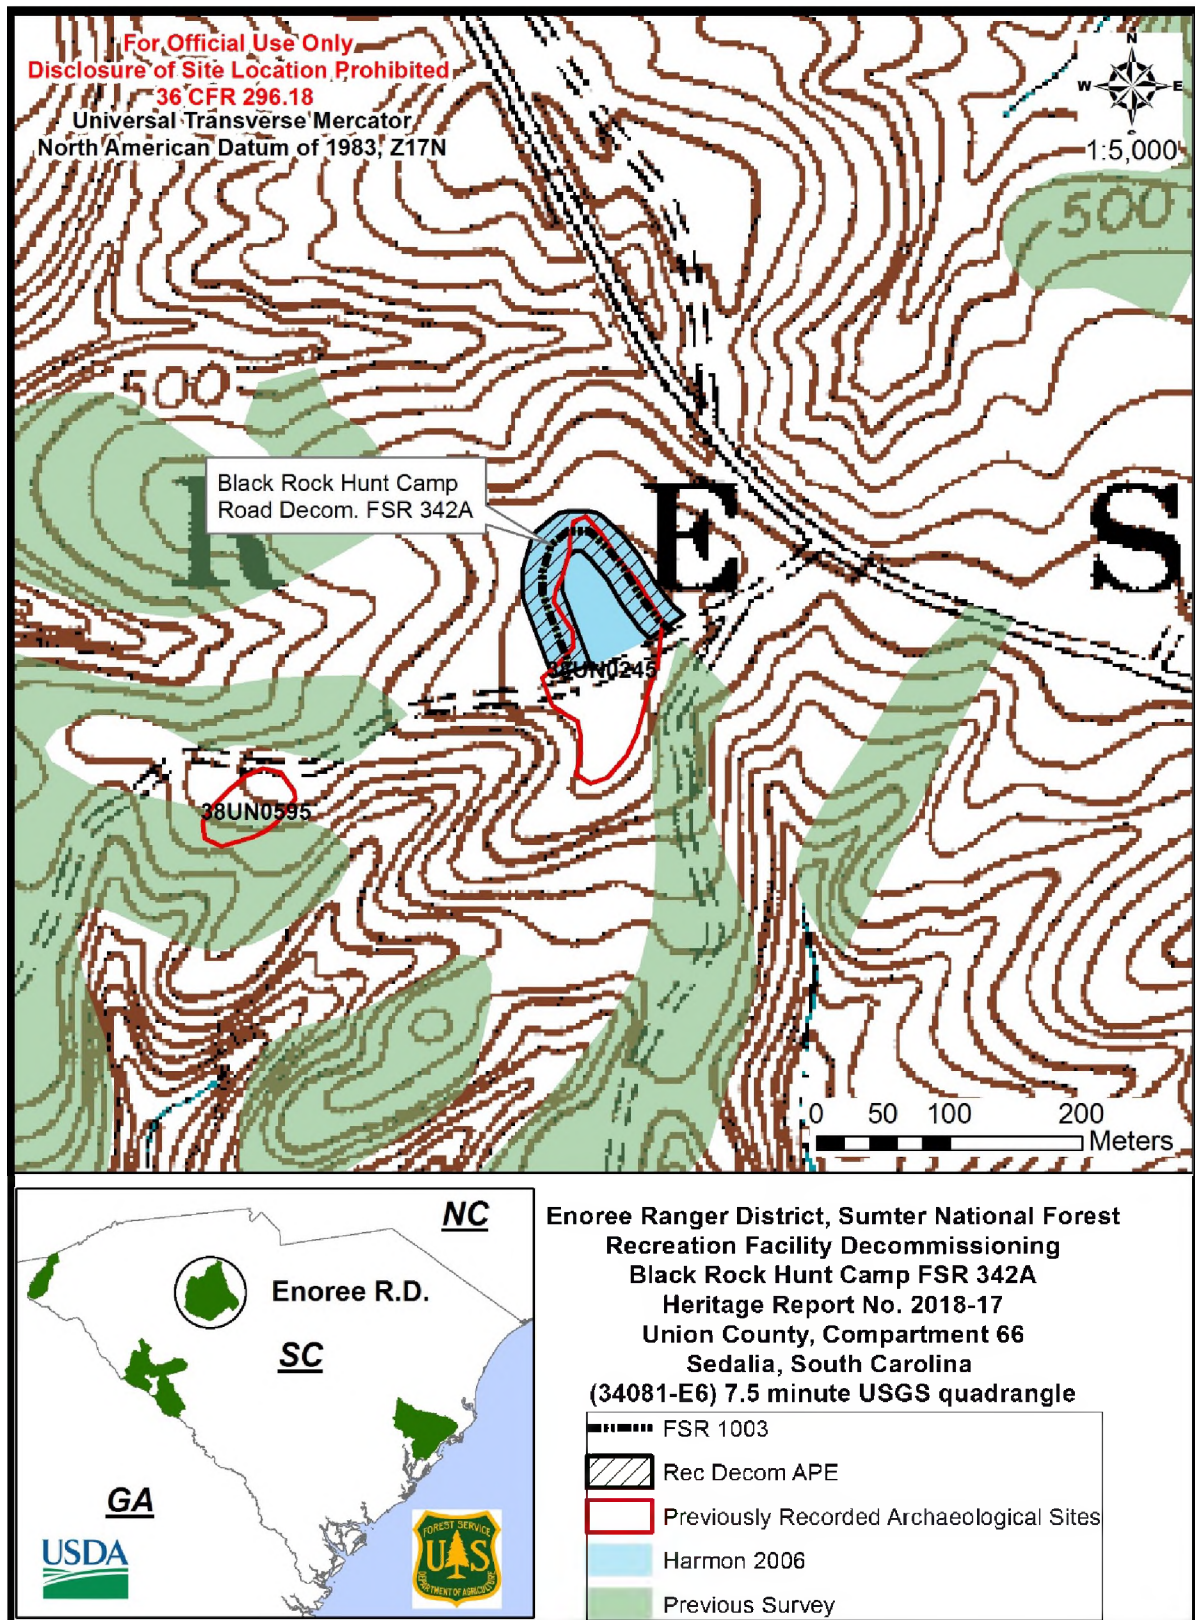 For Official Use Only
Disclosure of Site Location Prohibited
36 CFR 296.18
Universal Transverse Mercator
North American Datum of 1983, Z17N
N
W E
1:5,000
500
500
Black Rock Hunt Camp
Road Decom. FSR 342A
R E S
38UN0245
38UN0595
0 50 100 200
Meters
NC
Enoree R.D.
SC
GA
USDA
FOREST SERVICE
U S
DEPARTMENT OF AGRICULTURE
Enoree Ranger District, Sumter National Forest
Recreation Facility Decommissioning
Black Rock Hunt Camp FSR 342A
Heritage Report No. 2018-17
Union County, Compartment 66
Sedalia, South Carolina
(34081-E6) 7.5 minute USGS quadrangle
FSR 1003
Rec Decom APE
Previously Recorded Archaeological Sites
Harmon 2006
Previous Survey